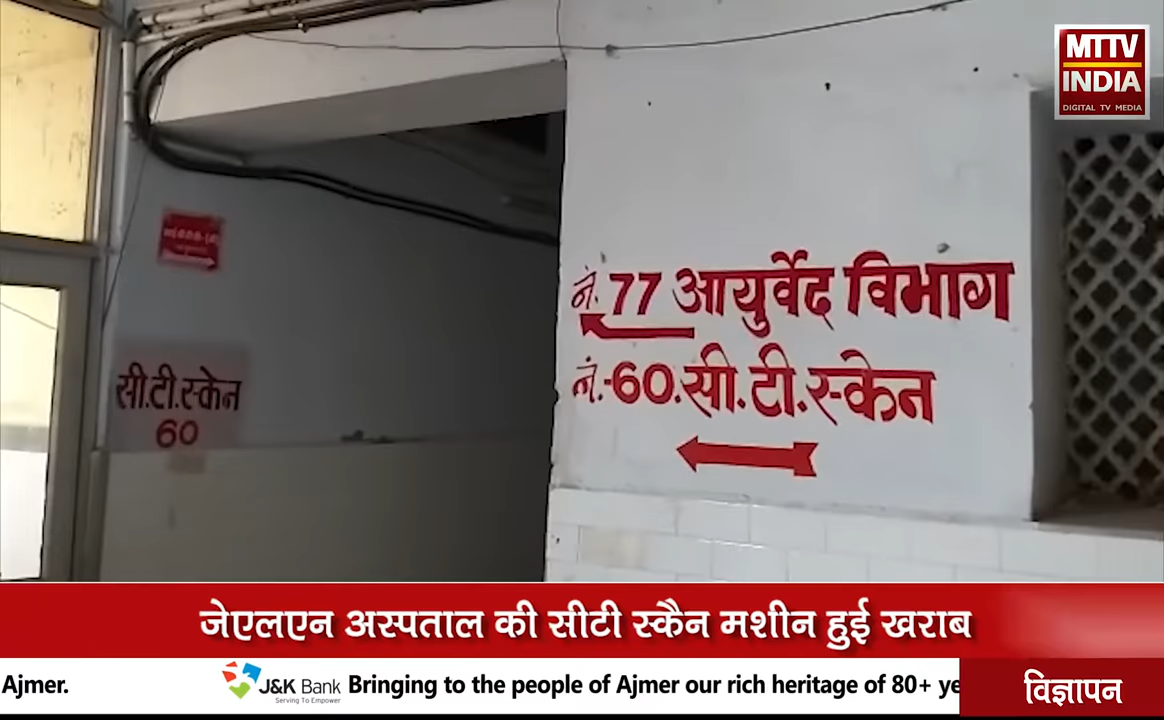 MTTV
INDIA
DIGITAL TV MEDIA
नं. 77 आयुर्वेद विभाग
नं.-60.सी.टी.स्केन
सी.टी.स्केन
60
जेएलएन अस्पताल की सीटी स्कैन मशीन हुई खराब
Ajmer.
J&K Bank
Serving To Empower
Bringing to the people of Ajmer our rich heritage of 80+ ye
विज्ञापन